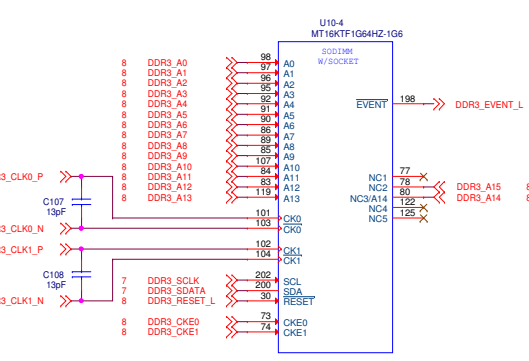 U10-4
MT16KTF1G64HZ-1G6
SODIMM
W/SOCKET
8 DDR3_A0 98 A0
8 DDR3_A1 97 A1
8 DDR3_A2 96 A2
8 DDR3_A3 95 A3
8 DDR3_A4 92 A4
8 DDR3_A5 91 A5
8 DDR3_A6 90 A6
8 DDR3_A7 86 A7
8 DDR3_A8 89 A8
8 DDR3_A9 85 A9
8 DDR3_A10 107 A10
8 DDR3_A11 84 A11
8 DDR3_A12 83 A12
8 DDR3_A13 119 A13
EVENT 198 DDR3_EVENT_L
NC1 77
NC2 78 DDR3_A15 8
NC3/A14 80 DDR3_A14 8
NC4 122
NC5 125
3_CLK0_P
C107
13pF
3_CLK0_N
101 CK0
103 CK0
3_CLK1_P
C108
13pF
3_CLK1_N
102 CK1
104 CK1
7 DDR3_SCLK 202 SCL
7 DDR3_SDATA 200 SDA
8 DDR3_RESET_L 30 RESET
8 DDR3_CKE0 73 CKE0
8 DDR3_CKE1 74 CKE1